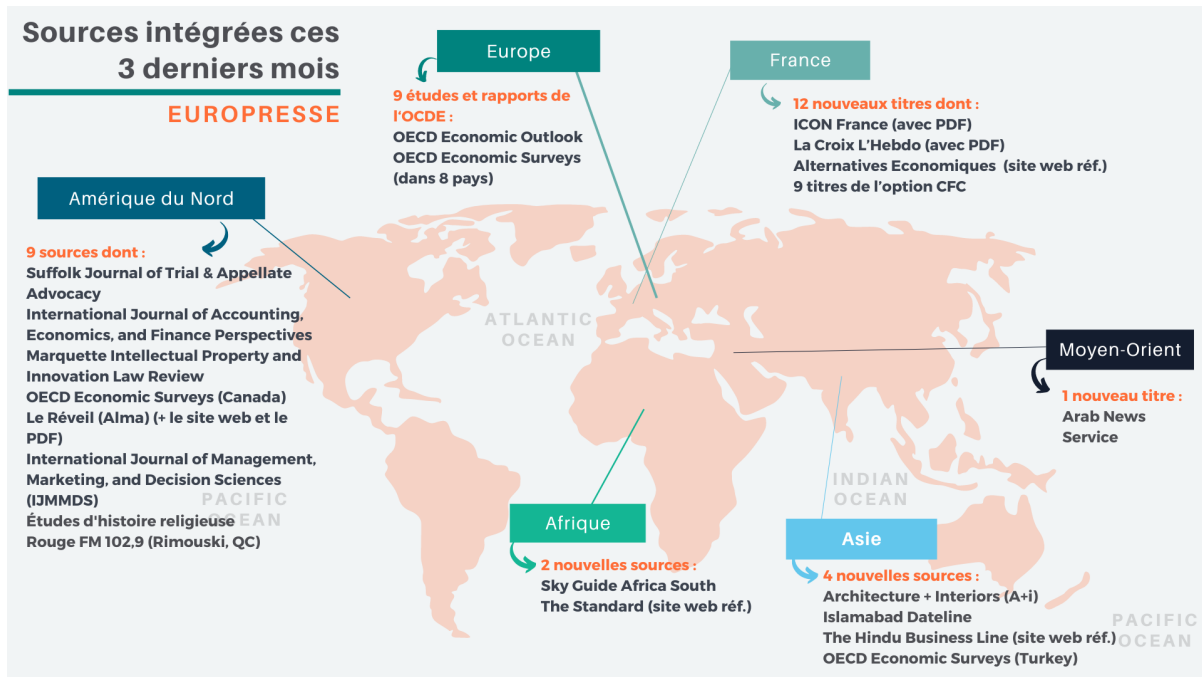 Sources intégrées ces
3 derniers mois
EUROPRESSE
Europe
9 études et rapports de
l'OCDE :
OECD Economic Outlook
OECD Economic Surveys
(dans 8 pays)
France
12 nouveaux titres dont :
ICON France (avec PDF)
La Croix L'Hebdo (avec PDF)
Alternatives Economiques (site web réf.)
9 titres de l'option CFC
Amérique du Nord
9 sources dont :
Suffolk Journal of Trial & Appellate
Advocacy
International Journal of Accounting,
Economics, and Finance Perspectives
Marquette Intellectual Property and
Innovation Law Review
OECD Economic Surveys (Canada)
Le Réveil (Alma) (+ le site web et le
PDF)
International Journal of Management,
Marketing, and Decision Sciences
(IJMMDS)
Études d'histoire religieuse
Rouge FM 102,9 (Rimouski, QC)
PACIFIC
OCEAN
ATLANTIC
OCEAN
Moyen-Orient
1 nouveau titre :
Arab News
Service
INDIAN
OCEAN
Afrique
2 nouvelles sources :
Sky Guide Africa South
The Standard (site web réf.)
Asie
4 nouvelles sources :
Architecture + Interiors (A+i)
Islamabad Dateline
The Hindu Business Line (site web réf.)
OECD Economic Surveys (Turkey)
PACIFIC
OCEAN